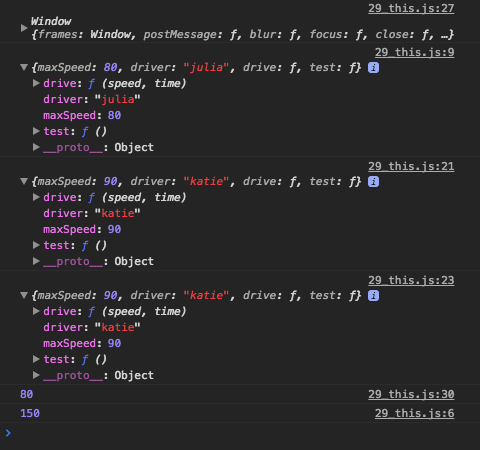 29_this.js:27
Window
{frames: Window, postMessage: ƒ, blur: ƒ, focus: ƒ, close: ƒ, …}
29_this.js:9
{maxSpeed: 80, driver: "julia", drive: ƒ, test: ƒ} i
drive: ƒ (speed, time)
driver: "julia"
maxSpeed: 80
test: ƒ ()
__proto__: Object
29_this.js:21
{maxSpeed: 90, driver: "katie", drive: ƒ, test: ƒ} i
drive: ƒ (speed, time)
driver: "katie"
maxSpeed: 90
test: ƒ ()
__proto__: Object
29_this.js:23
{maxSpeed: 90, driver: "katie", drive: ƒ, test: ƒ} i
drive: ƒ (speed, time)
driver: "katie"
maxSpeed: 90
test: ƒ ()
__proto__: Object
80 29_this.js:30
150 29_this.js:6